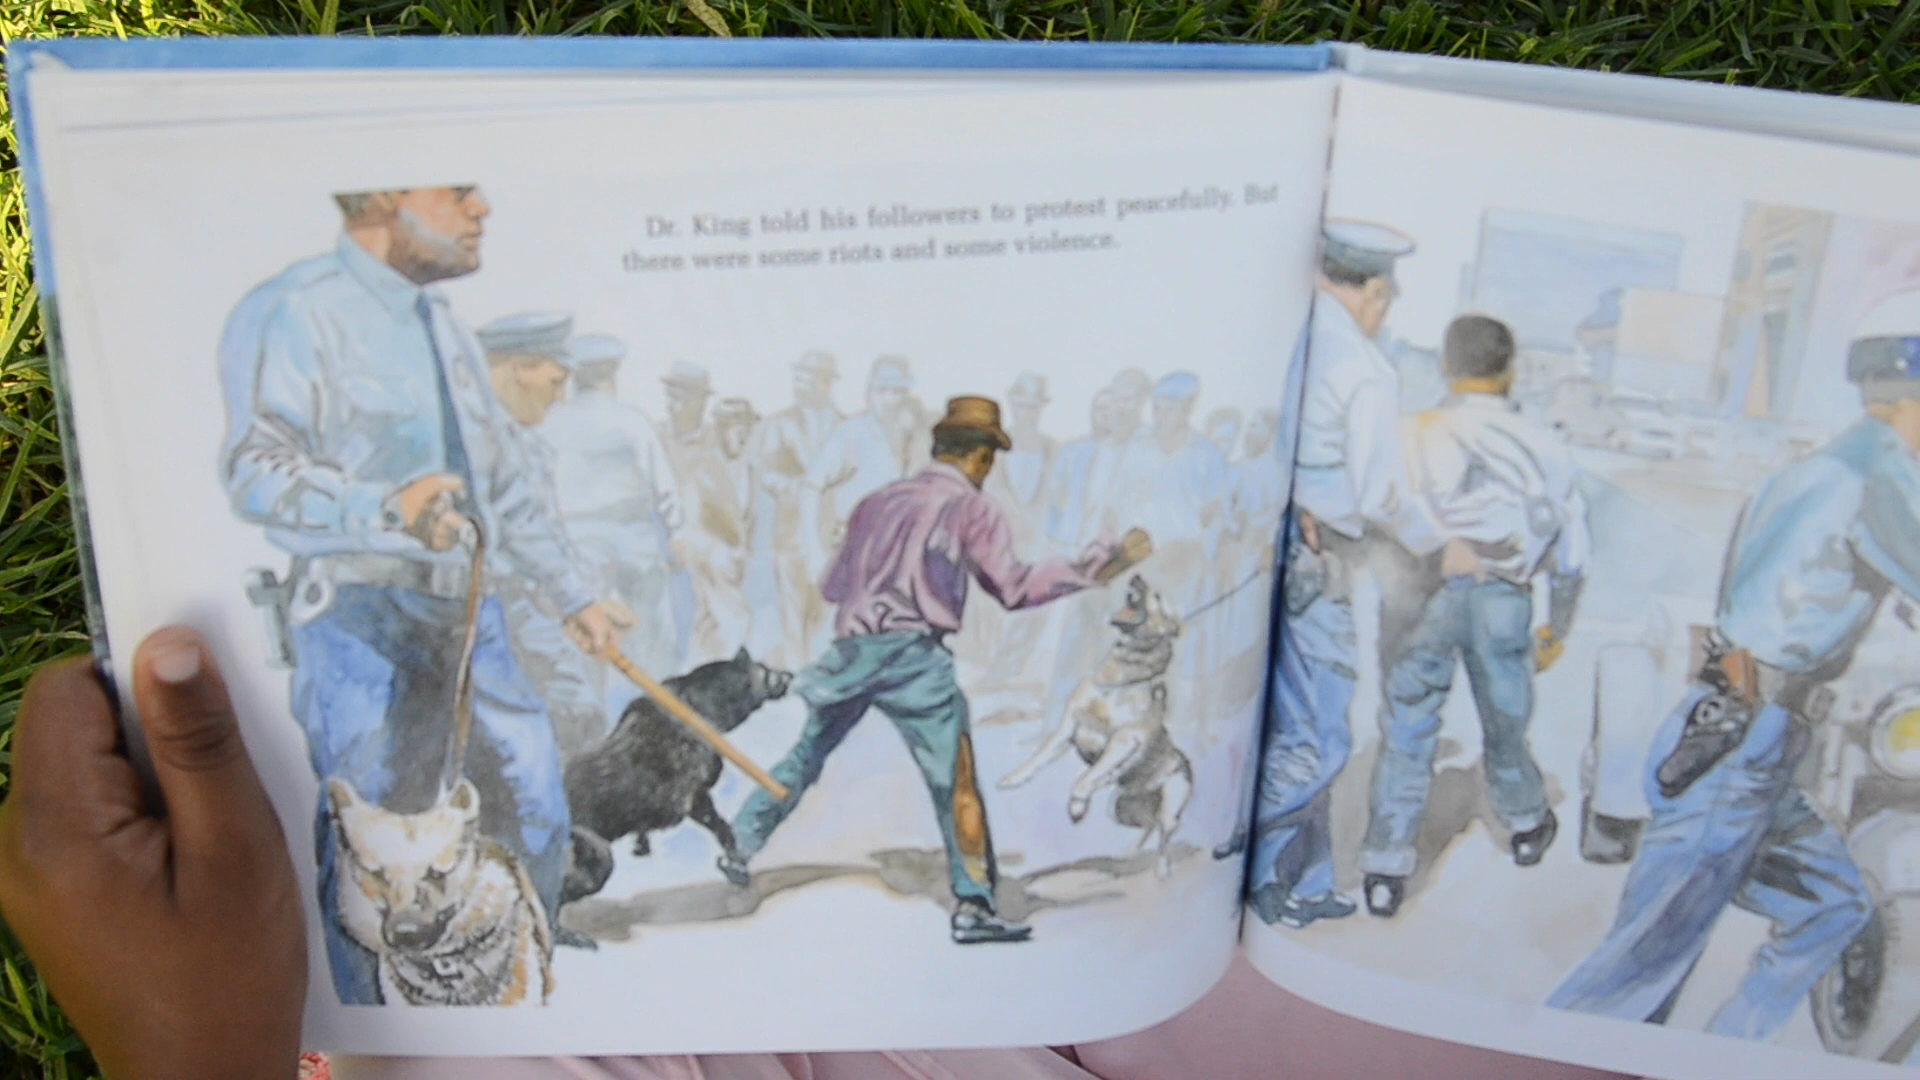 Dr. King told his followers to protest peacefully. But
there were some riots and some violence.